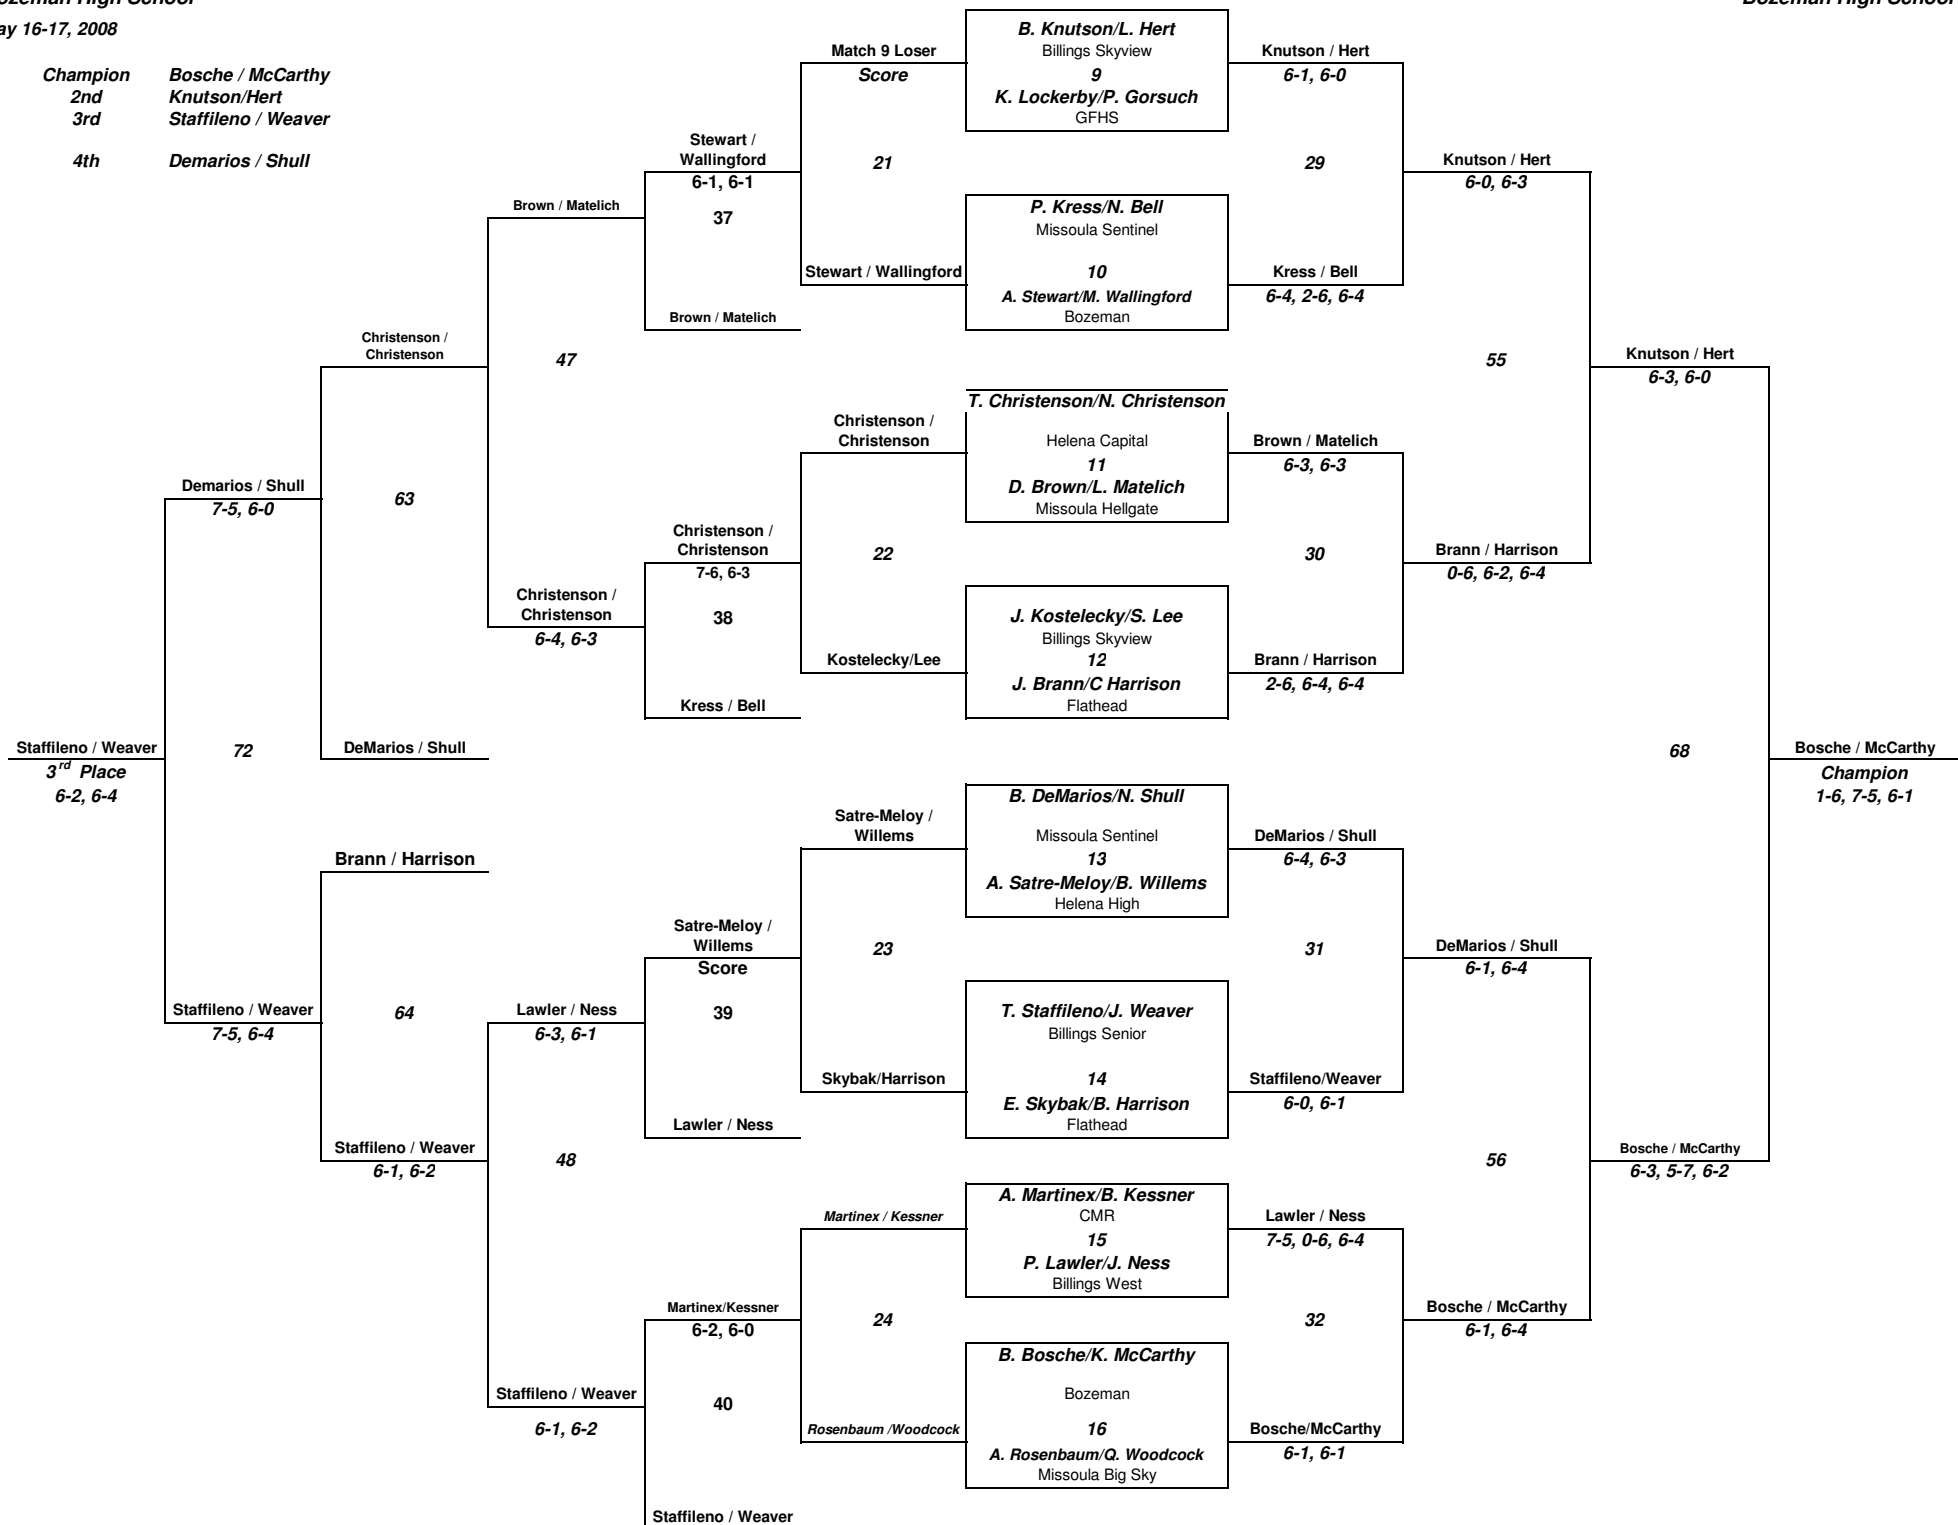 Bozeman High School
Bozeman High School
May 16-17, 2008
Champion Bosche / McCarthy
2nd Knutson/Hert
3rd Staffileno / Weaver
4th Demarios / Shull
Staffileno / Weaver
3rd Place
6-2, 6-4
Demarios / Shull
7-5, 6-0
72
Staffileno / Weaver
7-5, 6-4
Christenson /
Christenson
63
DeMarios / Shull
Brann / Harrison
64
Staffileno / Weaver
6-1, 6-2
Brown / Matelich
47
Christenson /
Christenson
6-4, 6-3
Lawler / Ness
6-3, 6-1
48
Staffileno / Weaver
6-1, 6-2
Stewart /
Wallingford
6-1, 6-1
37
Brown / Matelich
Christenson /
Christenson
7-6, 6-3
38
Kress / Bell
Satre-Meloy /
Willems
Score
39
Lawler / Ness
Martinex/Kessner
6-2, 6-0
40
Staffileno / Weaver
Match 9 Loser
Score
21
Stewart / Wallingford
Christenson /
Christenson
22
Kostelecky/Lee
Satre-Meloy /
Willems
23
Skybak/Harrison
Martinex / Kessner
24
Rosenbaum /Woodcock
B. Knutson/L. Hert
Billings Skyview
9
K. Lockerby/P. Gorsuch
GFHS
P. Kress/N. Bell
Missoula Sentinel
10
A. Stewart/M. Wallingford
Bozeman
T. Christenson/N. Christenson
Helena Capital
11
D. Brown/L. Matelich
Missoula Hellgate
J. Kostelecky/S. Lee
Billings Skyview
12
J. Brann/C Harrison
Flathead
B. DeMarios/N. Shull
Missoula Sentinel
13
A. Satre-Meloy/B. Willems
Helena High
T. Staffileno/J. Weaver
Billings Senior
14
E. Skybak/B. Harrison
Flathead
A. Martinex/B. Kessner
CMR
15
P. Lawler/J. Ness
Billings West
B. Bosche/K. McCarthy
Bozeman
16
A. Rosenbaum/Q. Woodcock
Missoula Big Sky
Knutson / Hert
6-1, 6-0
29
Kress / Bell
6-4, 2-6, 6-4
Brown / Matelich
6-3, 6-3
30
Brann / Harrison
2-6, 6-4, 6-4
DeMarios / Shull
6-4, 6-3
31
Staffileno/Weaver
6-0, 6-1
Lawler / Ness
7-5, 0-6, 6-4
32
Bosche/McCarthy
6-1, 6-1
Knutson / Hert
6-0, 6-3
55
Brann / Harrison
0-6, 6-2, 6-4
DeMarios / Shull
6-1, 6-4
56
Bosche / McCarthy
6-1, 6-4
Knutson / Hert
6-3, 6-0
68
Bosche / McCarthy
6-3, 5-7, 6-2
Bosche / McCarthy
Champion
1-6, 7-5, 6-1